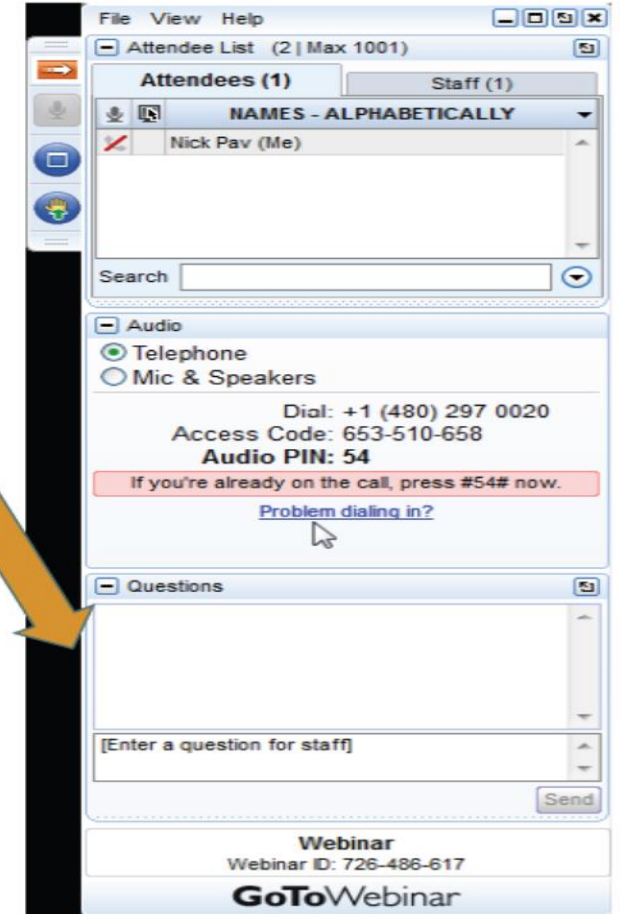 File View Help
Attendee List (2 | Max 1001)
Attendees (1) Staff (1)
NAMES - ALPHABETICALLY
Nick Pav (Me)
Search
Audio
Telephone
Mic & Speakers
Dial: +1 (480) 297 0020
Access Code: 653-510-658
Audio PIN: 54
If you're already on the call, press #54# now.
Problem dialing in?
Questions
[Enter a question for staff]
Send
Webinar
Webinar ID: 726-486-617
GoToWebinar